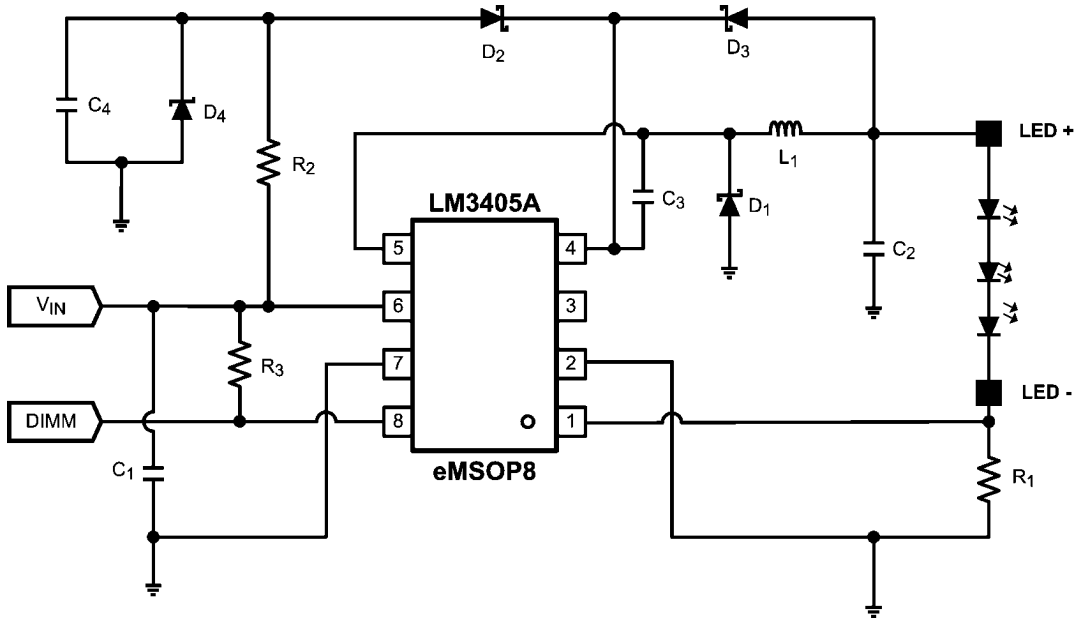 D2
D3
C4
D4
R2
LED +
L1
C3
D1
LM3405A
C2
5
4
VIN
6
3
R3
7
2
LED -
DIMM
8
1
C1
eMSOP8
R1